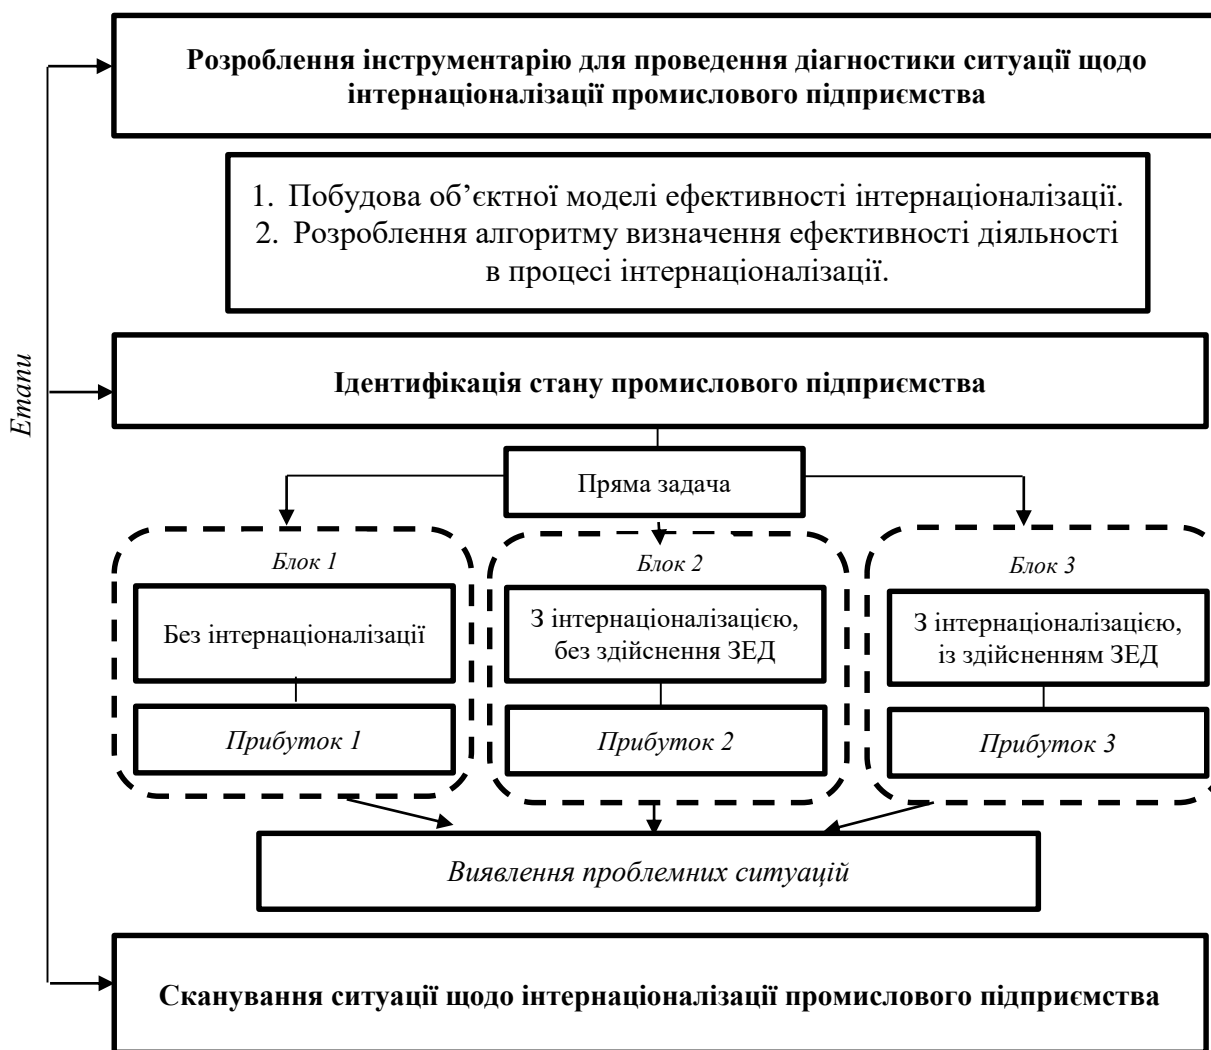 Розроблення інструментарію для проведення діагностики ситуації щодо
інтернаціоналізації промислового підприємства
1. Побудова об’єктної моделі ефективності інтернаціоналізації.
2. Розроблення алгоритму визначення ефективності діяльності
в процесі інтернаціоналізації.
Етапи
Ідентифікація стану промислового підприємства
Пряма задача
Блок 1
Без інтернаціоналізації
Прибуток 1
Блок 2
З інтернаціоналізацією,
без здійснення ЗЕД
Прибуток 2
Блок 3
З інтернаціоналізацією,
із здійсненням ЗЕД
Прибуток 3
Виявлення проблемних ситуацій
Сканування ситуації щодо інтернаціоналізації промислового підприємства